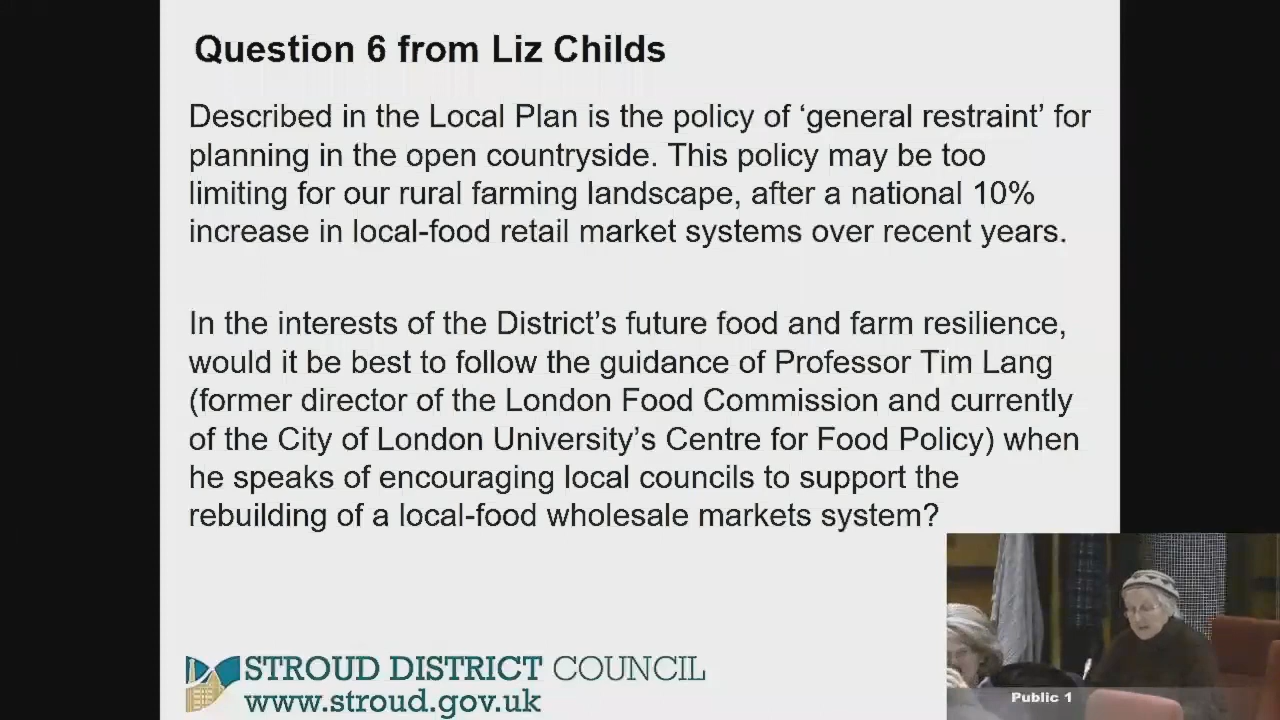 Question 6 from Liz Childs
Described in the Local Plan is the policy of ‘general restraint’ for
planning in the open countryside. This policy may be too
limiting for our rural farming landscape, after a national 10%
increase in local-food retail market systems over recent years.
In the interests of the District’s future food and farm resilience,
would it be best to follow the guidance of Professor Tim Lang
(former director of the London Food Commission and currently
of the City of London University’s Centre for Food Policy) when
he speaks of encouraging local councils to support the
rebuilding of a local-food wholesale markets system?
STROUD DISTRICT COUNCIL
www.stroud.gov.uk
Public 1